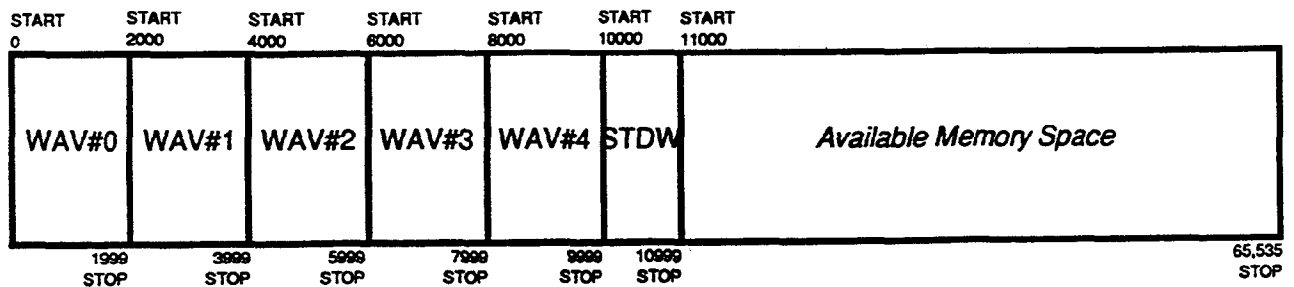 START START START START START START START
0 2000 4000 6000 8000 10000 11000
WAV#0 WAV#1 WAV#2 WAV#3 WAV#4 STDW Available Memory Space
1999 3999 5999 7999 9999 10999 65,535
STOP STOP STOP STOP STOP STOP STOP